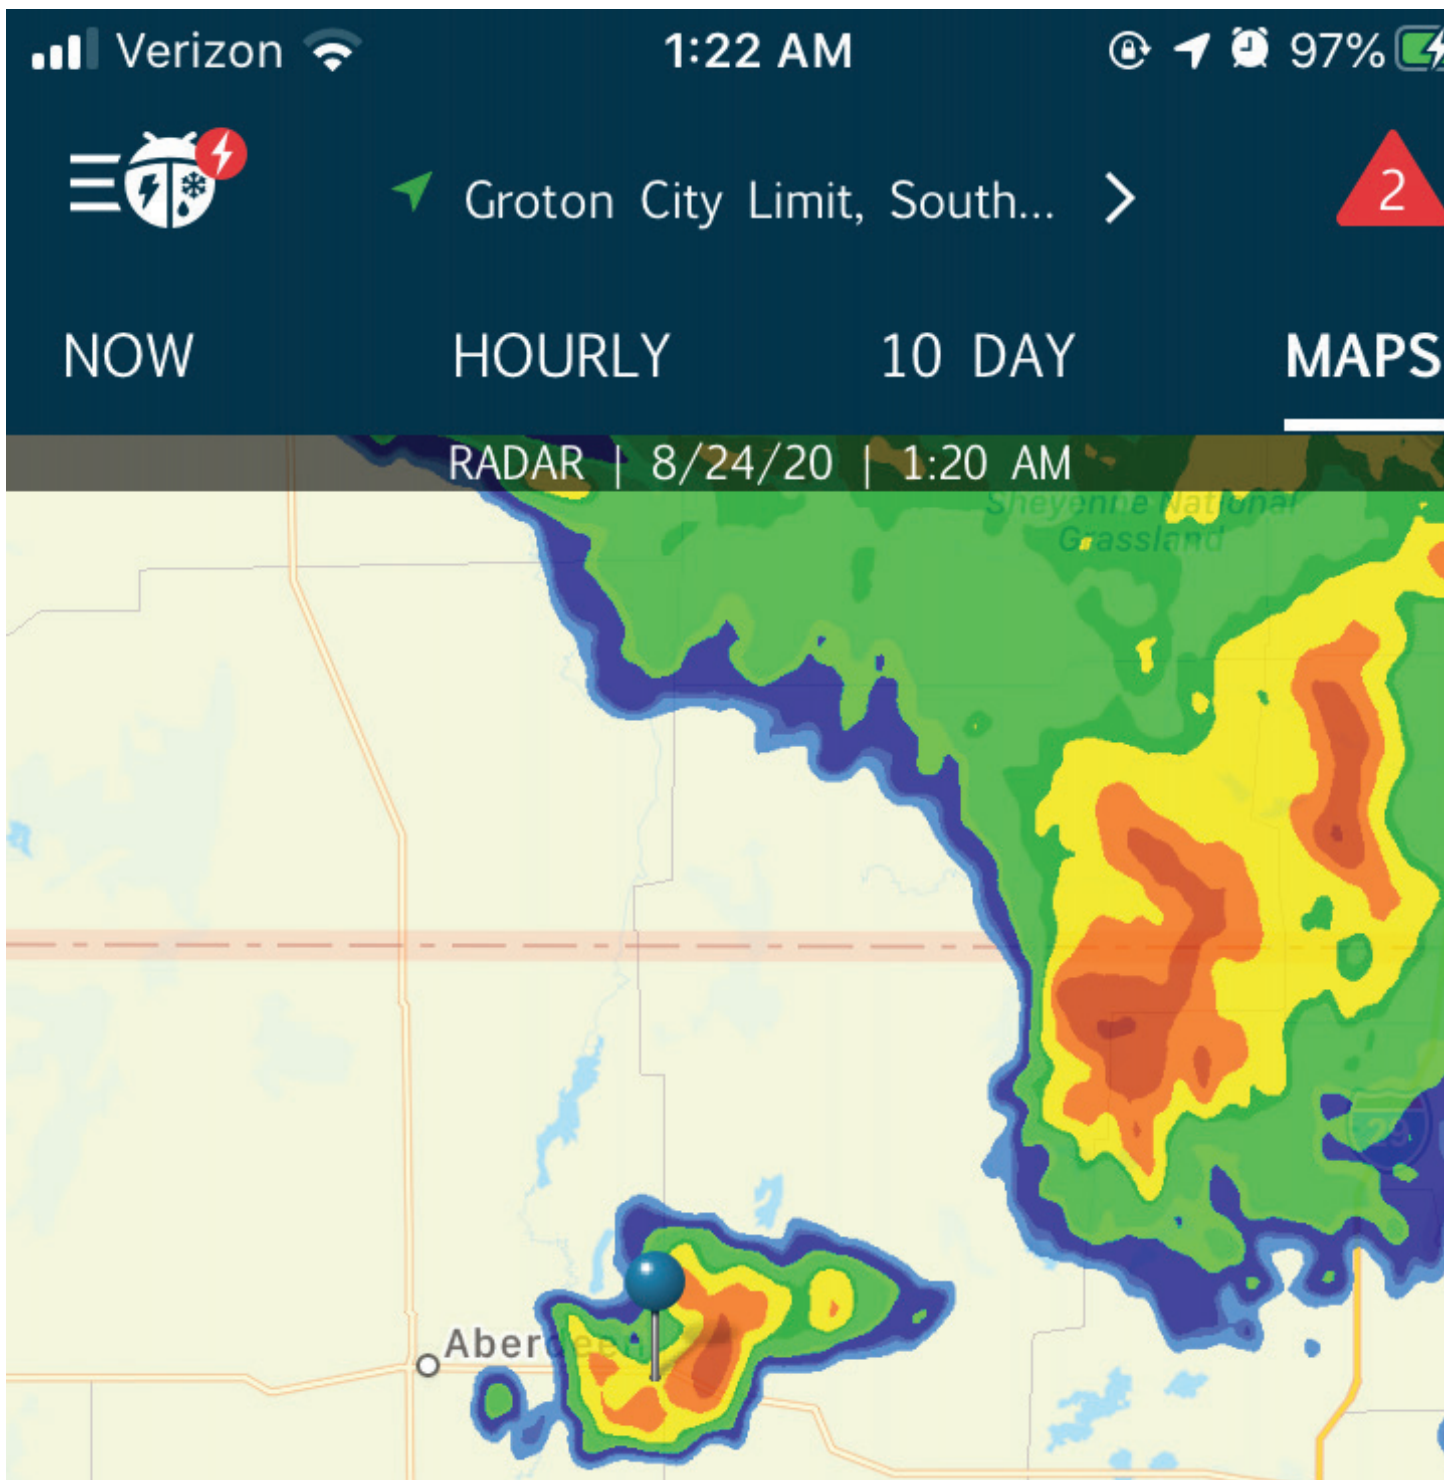 Verizon 1:22 AM 97%
Groton City Limit, South... 2
NOW HOURLY 10 DAY MAPS
RADAR | 8/24/20 | 1:20 AM
Sheyenne National
Grassland
29
Aberdeen